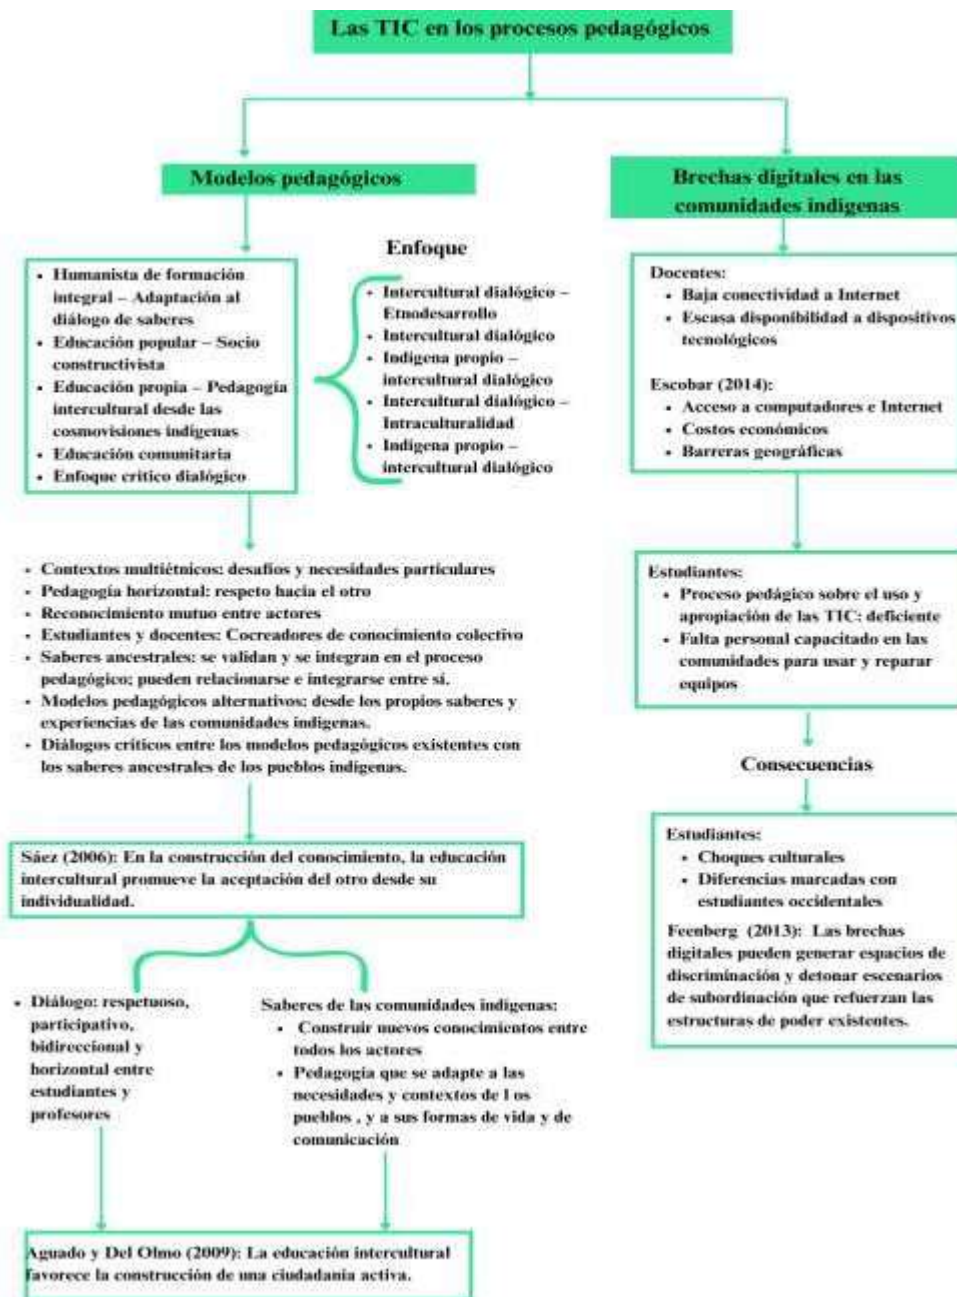 Las TIC en los procesos pedagógicos
Modelos pedagógicos
• Humanista de formación
integral – Adaptación al
diálogo de saberes
• Educación popular – Socio
constructivista
• Educación propia – Pedagogía
intercultural desde las
cosmovisiones indígenas
• Educación comunitaria
• Enfoque crítico dialógico
Enfoque
• Intercultural dialógico –
Etnodesarrollo
• Intercultural dialógico
• Indígena propio –
intercultural dialógico
• Intercultural dialógico –
Intraculturalidad
• Indígena propio –
intercultural dialógico
• Contextos multiétnicos: desafíos y necesidades particulares
• Pedagogía horizontal: respeto hacia el otro
• Reconocimiento mutuo entre actores
• Estudiantes y docentes: Cocreadores de conocimiento colectivo
• Saberes ancestrales: se validan y se integran en el proceso
pedagógico; pueden relacionarse e integrarse entre sí.
• Modelos pedagógicos alternativos: desde los propios saberes y
experiencias de las comunidades indígenas.
• Diálogos críticos entre los modelos pedagógicos existentes con
los saberes ancestrales de los pueblos indígenas.
Sáez (2006): En la construcción del conocimiento, la educación
intercultural promueve la aceptación del otro desde su
individualidad.
• Diálogo: respetuoso,
participativo,
bidireccional y
horizontal entre
estudiantes y
profesores
Saberes de las comunidades indígenas:
• Construir nuevos conocimientos entre
todos los actores
• Pedagogía que se adapte a las
necesidades y contextos de l os
pueblos , y a sus formas de vida y de
comunicación
Aguado y Del Olmo (2009): La educación intercultural
favorece la construcción de una ciudadanía activa.
Brechas digitales en las
comunidades indígenas
Docentes:
• Baja conectividad a Internet
• Escasa disponibilidad a dispositivos
tecnológicos
Escobar (2014):
• Acceso a computadores e Internet
• Costos económicos
• Barreras geográficas
Estudiantes:
• Proceso pedágico sobre el uso y
apropiación de las TIC: deficiente
• Falta personal capacitado en las
comunidades para usar y reparar
equipos
Consecuencias
Estudiantes:
• Choques culturales
• Diferencias marcadas con
estudiantes occidentales
Feenberg (2013): Las brechas
digitales pueden generar espacios de
discriminación y detonar escenarios
de subordinación que refuerzan las
estructuras de poder existentes.